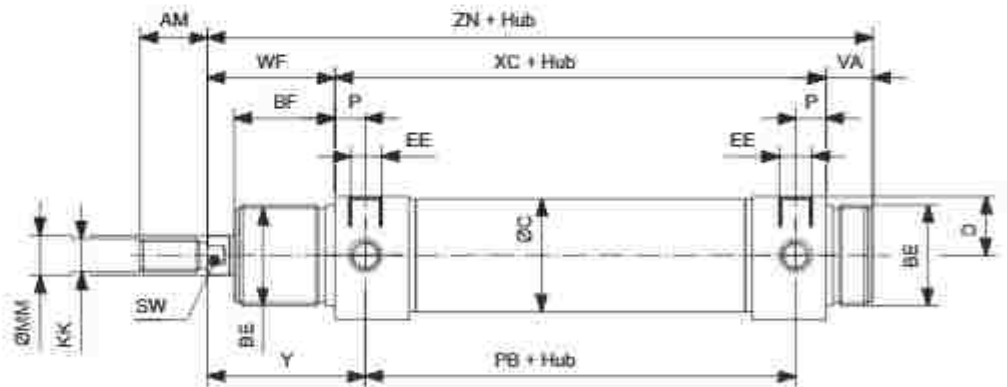 AM ZN + Hub
WF XC + Hub VA
BF P P
EE EE
ØC D
BE
ØMM KK SW BE
Y PB + Hub